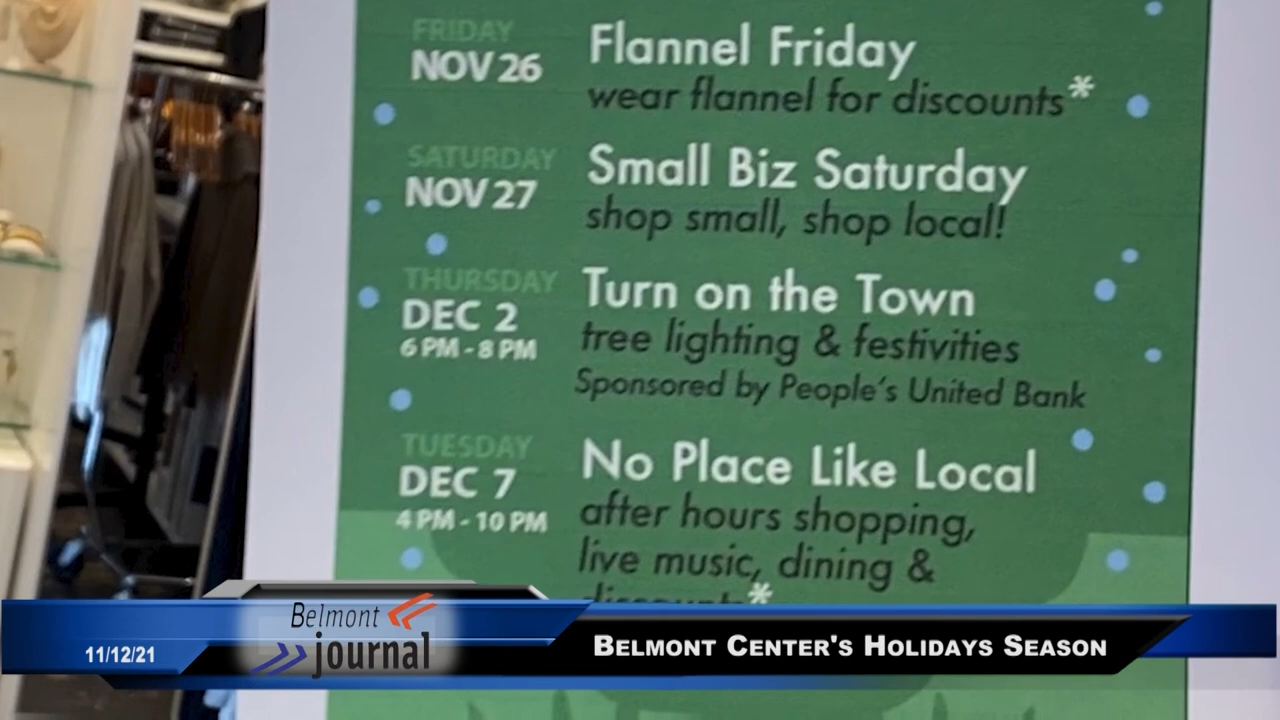 FRIDAY
NOV 26
Flannel Friday
wear flannel for discounts*
SATURDAY
NOV 27
Small Biz Saturday
shop small, shop local!
THURSDAY
DEC 2
6 PM - 8 PM
Turn on the Town
tree lighting & festivities
Sponsored by People's United Bank
TUESDAY
DEC 7
4 PM - 10 PM
No Place Like Local
after hours shopping,
live music, dining &
discounts*
11/12/21
Belmont
journal
BELMONT CENTER'S HOLIDAYS SEASON